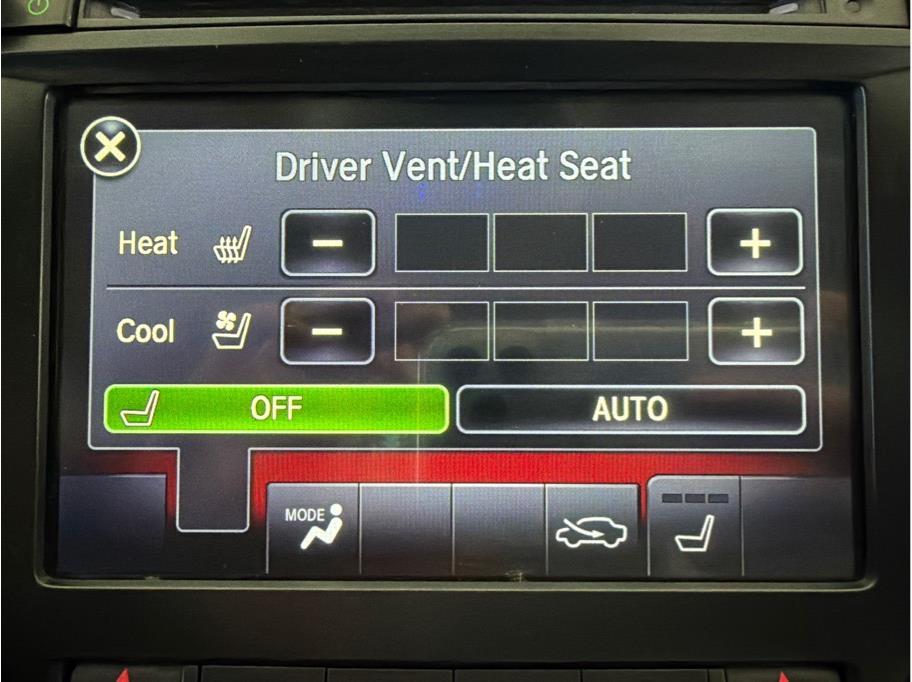 Driver Vent/Heat Seat
Heat
Cool
OFF
AUTO
MODE